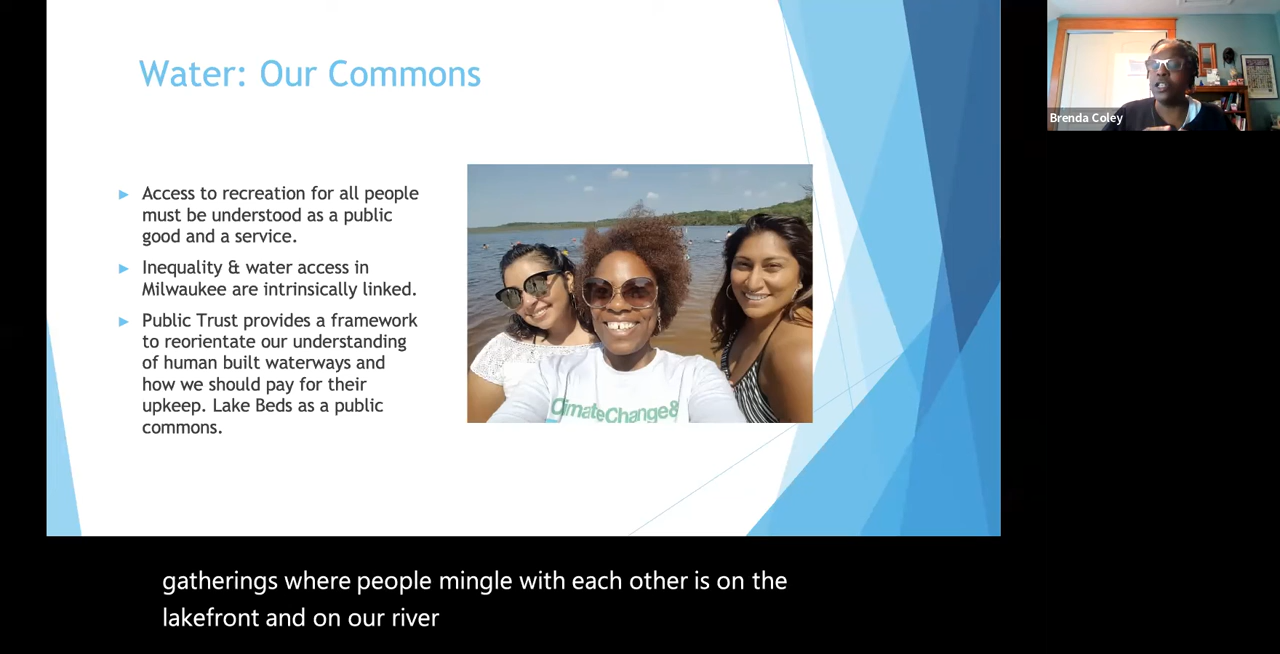 Water: Our Commons
Brenda Coley
► Access to recreation for all people
must be understood as a public
good and a service.
► Inequality & water access in
Milwaukee are intrinsically linked.
► Public Trust provides a framework
to reorientate our understanding
of human built waterways and
how we should pay for their
upkeep. Lake Beds as a public
commons.
ClimateChange&
gatherings where people mingle with each other is on the
lakefront and on our river